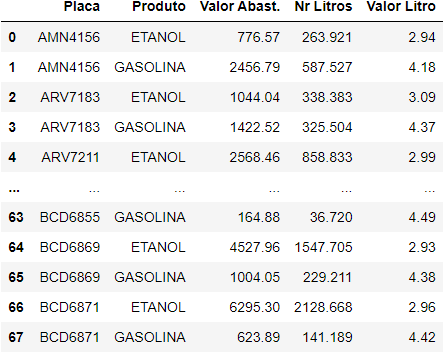 Placa Produto Valor Abast. Nr Litros Valor Litro
0 AMN4156 ETANOL 776.57 263.921 2.94
1 AMN4156 GASOLINA 2456.79 587.527 4.18
2 ARV7183 ETANOL 1044.04 338.383 3.09
3 ARV7183 GASOLINA 1422.52 325.504 4.37
4 ARV7211 ETANOL 2568.46 858.833 2.99
... ... ... ... ... ...
63 BCD6855 GASOLINA 164.88 36.720 4.49
64 BCD6869 ETANOL 4527.96 1547.705 2.93
65 BCD6869 GASOLINA 1004.05 229.211 4.38
66 BCD6871 ETANOL 6295.30 2128.668 2.96
67 BCD6871 GASOLINA 623.89 141.189 4.42